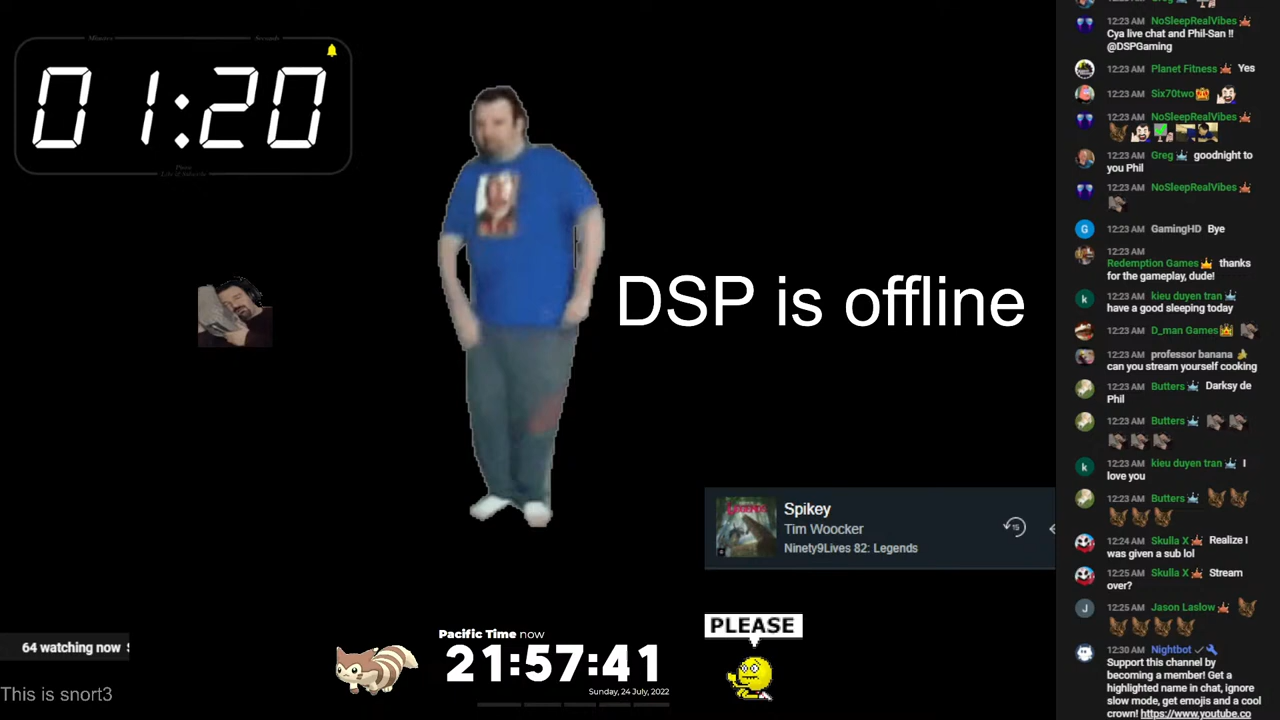 01:20
DSP is offline
Spikey
Tim Woocker
Ninety9Lives 82: Legends
15
PLEASE
Pacific Time now
21:57:41
Sunday, 24 July, 2022
64 watching now
This is snort3
NoSleepRealVibes
12:23 AM
Cya live chat and Phil-San !!
@DSPGaming
12:23 AM Planet Fitness Yes
12:23 AM Six70two
12:23 AM NoSleepRealVibes
12:23 AM Greg goodnight to
you Phil
12:23 AM NoSleepRealVibes
12:23 AM GamingHD Bye
12:23 AM
Redemption Games thanks
for the gameplay, dude!
12:23 AM kieu duyen tran
have a good sleeping today
12:23 AM D_man Games
12:23 AM professor banana
can you stream yourself cooking
12:23 AM Butters Darksy de
Phil
12:23 AM Butters
12:23 AM kieu duyen tran I
love you
12:23 AM Butters
12:24 AM Skulla X Realize I
was given a sub lol
12:25 AM Skulla X Stream
over?
12:25 AM Jason Laslow
12:30 AM Nightbot
Support this channel by
becoming a member! Get a
highlighted name in chat, ignore
slow mode, get emojis and a cool
crown! https://www.youtube.co